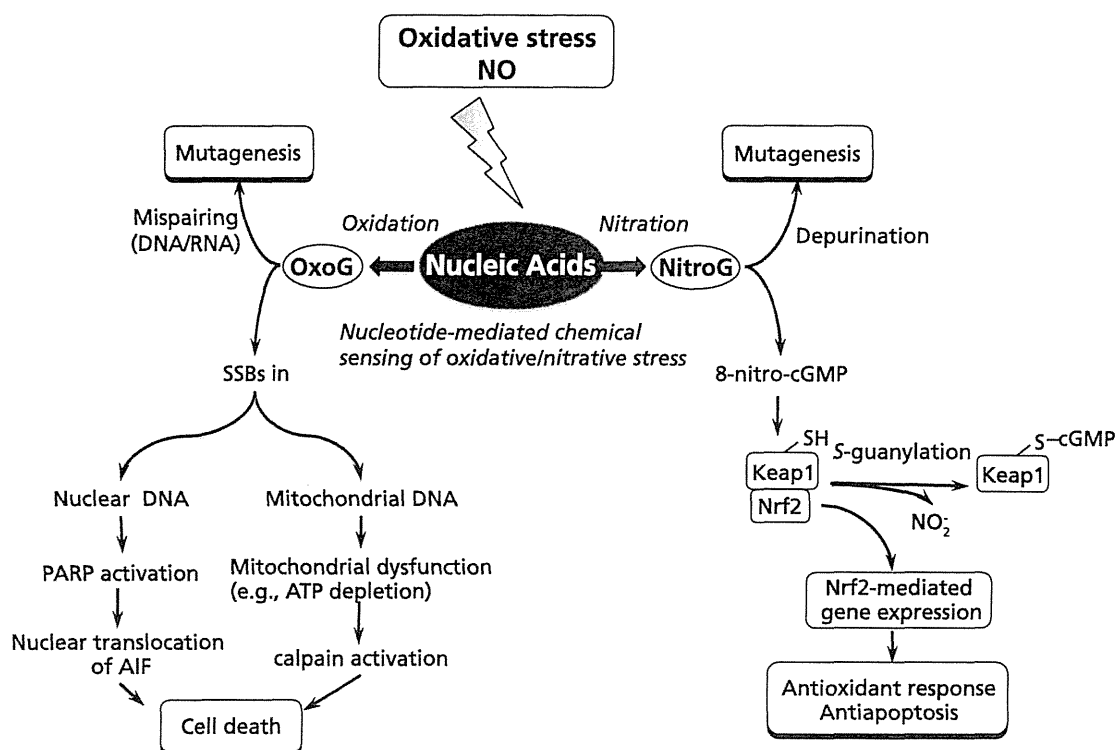 Oxidative stress
NO
Mutagenesis
Mutagenesis
Mispairing
(DNA/RNA)
Oxidation
Nitration
Depurination
OxoG
Nucleic Acids
NitroG
Nucleotide-mediated chemical
sensing of oxidative/nitrative stress
SSBs in
8-nitro-cGMP
SH
S-guanylation
S-cGMP
Keap1
Keap1
Nrf2
NO₂⁻
Nuclear DNA
Mitochondrial DNA
PARP activation
Mitochondrial dysfunction
(e.g., ATP depletion)
Nrf2-mediated
gene expression
Nuclear translocation
of AIF
calpain activation
Antioxidant response
Antiapoptosis
Cell death